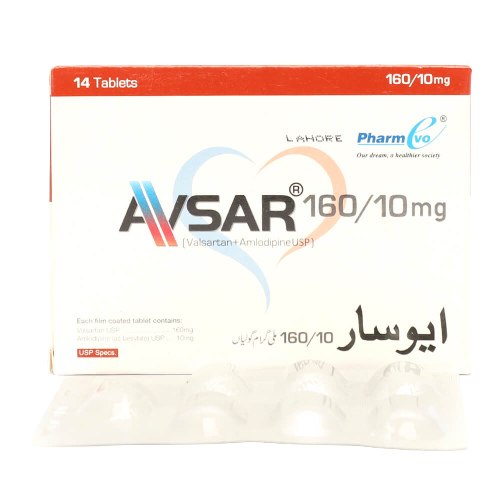 14 Tablets 160/10mg
LAHORE PharmEvo®
Our dream, a healthier society
AVSAR® 160/10mg
[Valsartan+Amlodipine USP]
Each film coated tablet contains:
Valsartan USP ..................... 160mg
Amlodipine (as besylate) USP .... 10mg
USP Specs.
ایوسار 160/10 ملی گرام گولیاں